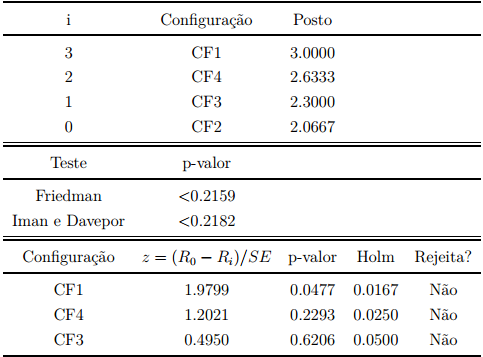 i Configuração Posto
3 CF1 3.0000
2 CF4 2.6333
1 CF3 2.3000
0 CF2 2.0667
Teste p-valor
Friedman <0.2159
Iman e Davepor <0.2182
Configuração z = (R₀ − Rᵢ)/SE p-valor Holm Rejeita?
CF1 1.9799 0.0477 0.0167 Não
CF4 1.2021 0.2293 0.0250 Não
CF3 0.4950 0.6206 0.0500 Não